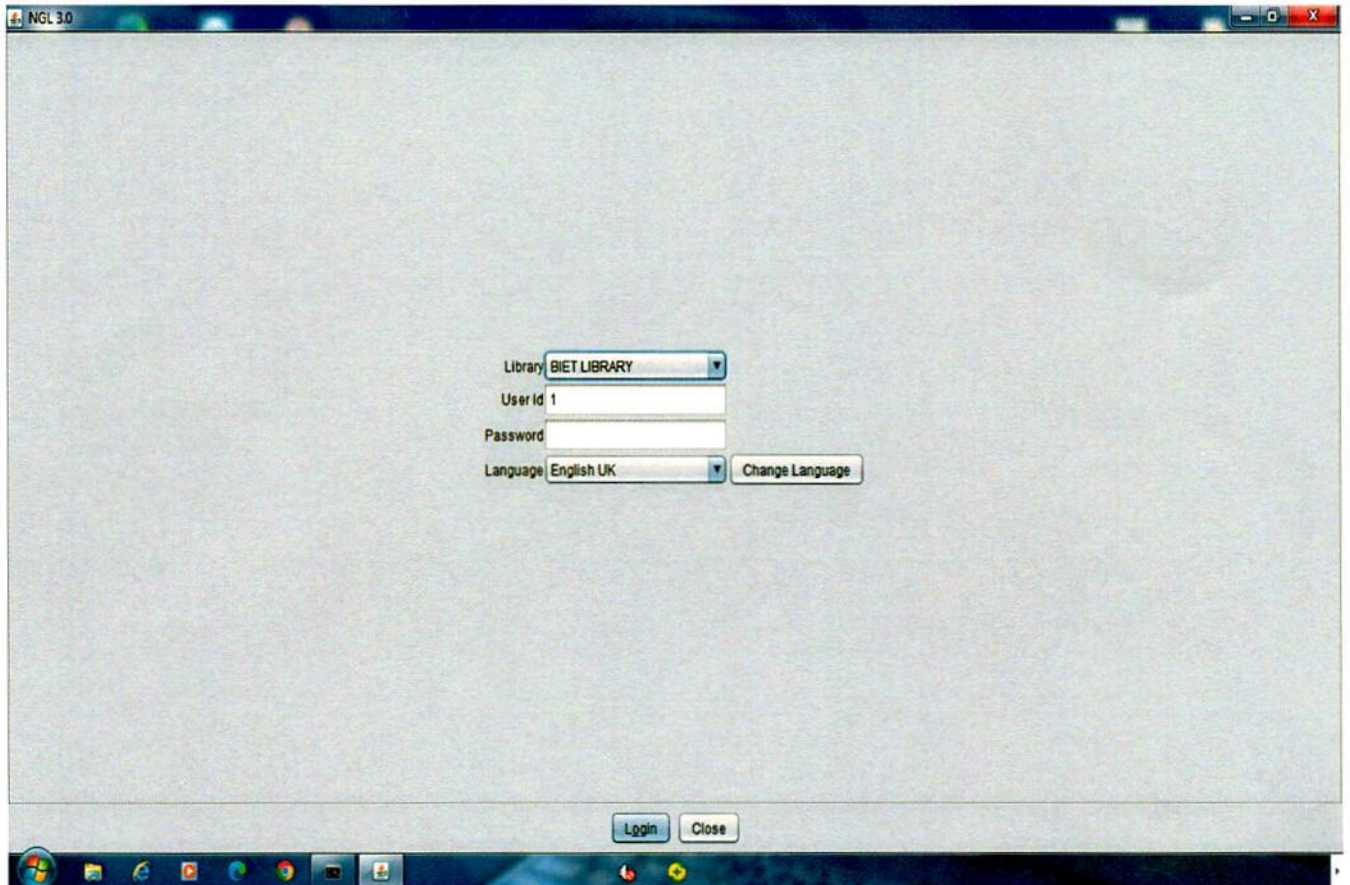 NGL 3.0
Library BIET LIBRARY
User Id 1
Password
Language English UK Change Language
Login Close